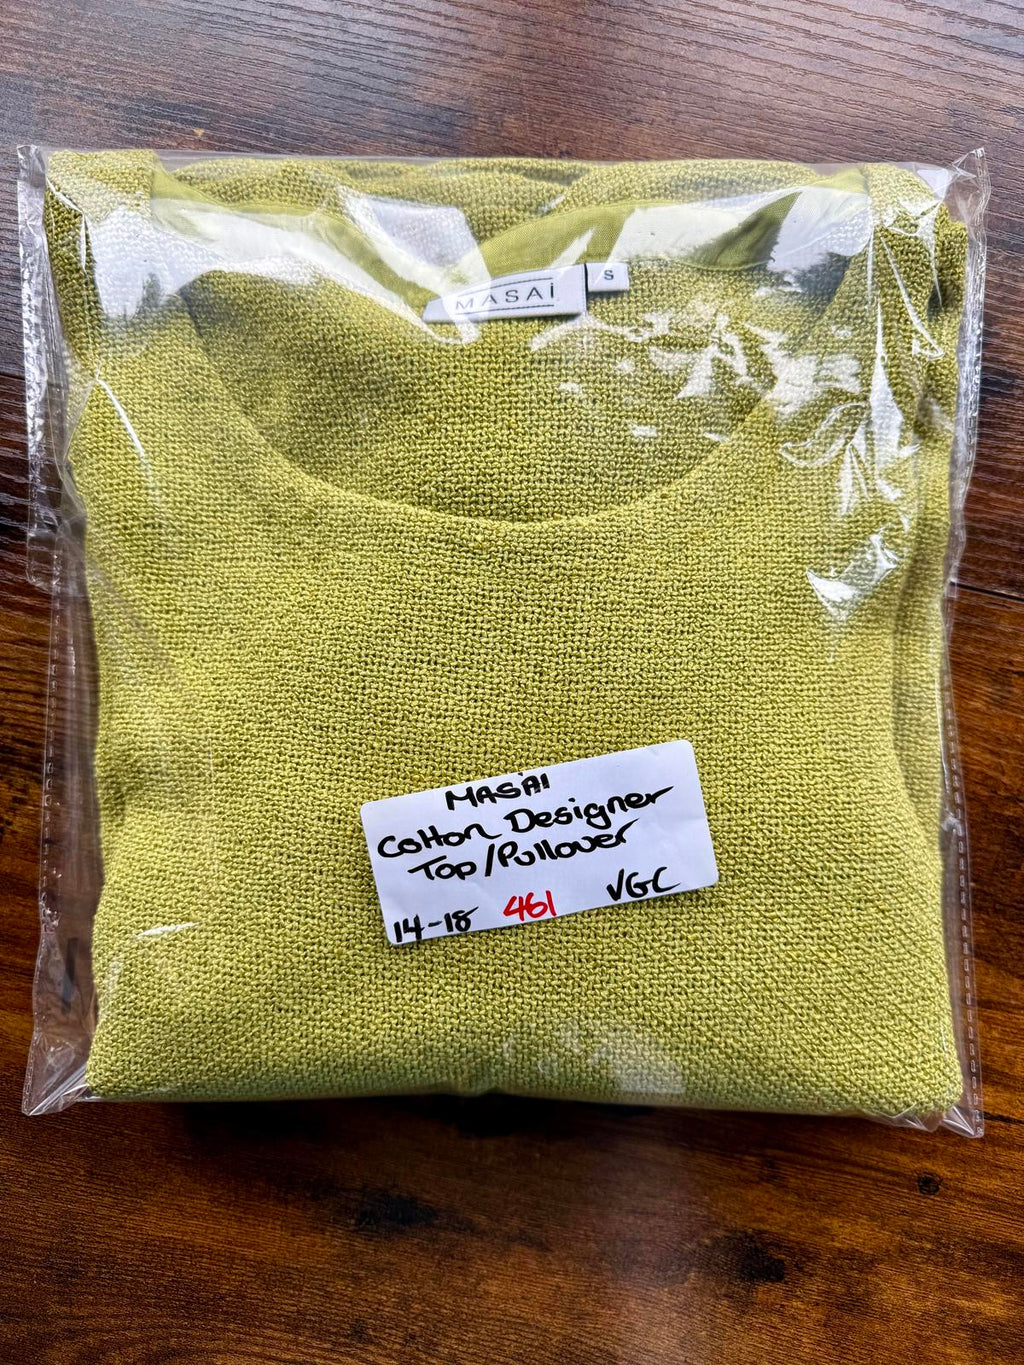 MASAi S
MASAi
Cotton Designer
Top/Pullover
14-18 461 VGC